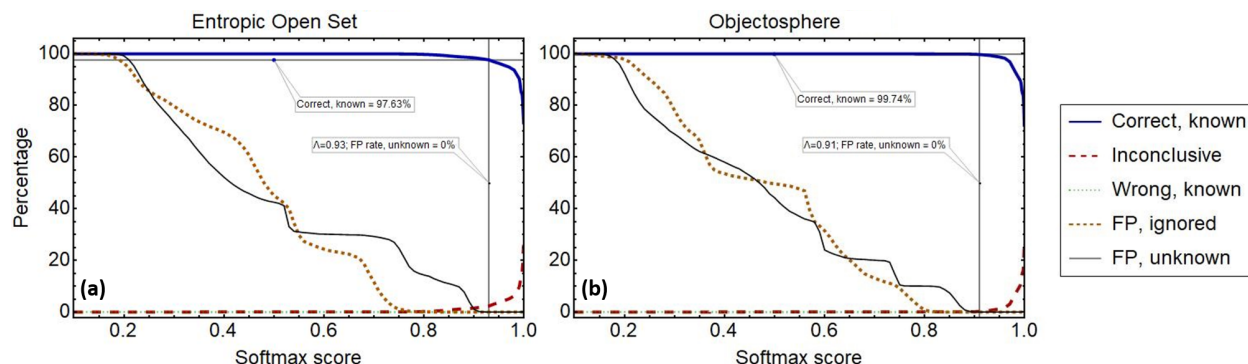 Entropic Open Set
Objectosphere
Percentage
100
80
60
40
20
0
Correct, known = 97.63%
Λ=0.93; FP rate, unknown = 0%
(a)
0.2 0.4 0.6 0.8 1.0
Softmax score
100
80
60
40
20
0
Correct, known = 99.74%
Λ=0.91; FP rate, unknown = 0%
(b)
0.2 0.4 0.6 0.8 1.0
Softmax score
Correct, known
Inconclusive
Wrong, known
FP, ignored
FP, unknown